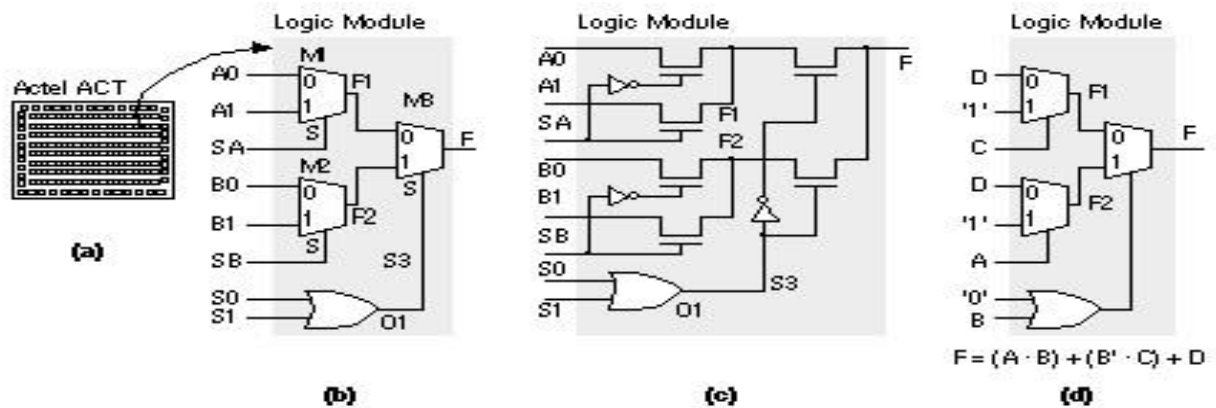 Logic Module
Logic Module
Logic Module
Actel ACT
(a)
M1
A0
0
F1
A1
1
M3
SA
S
0
F
M2
1
B0
0
S
B1
1
F2
SB
S
S3
S0
S1
O1
(b)
A0
F
A1
SA
F1
F2
B0
B1
SB
S0
S3
S1
O1
(c)
D
0
F1
'1'
1
0
F
C
1
D
0
'1'
1
F2
A
'0'
B
F = (A · B) + (B' · C) + D
(d)